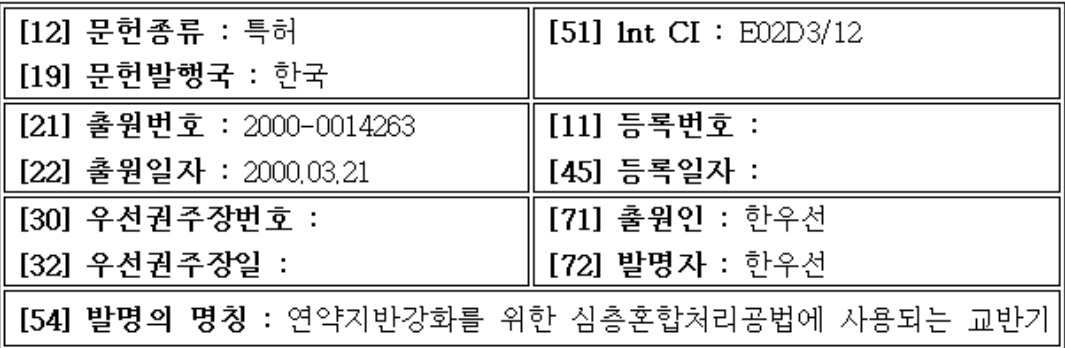 [12] 문헌종류 : 특허
[19] 문헌발행국 : 한국
[51] Int CI : E02D3/12
[21] 출원번호 : 2000-0014263
[22] 출원일자 : 2000.03.21
[11] 등록번호 :
[45] 등록일자 :
[30] 우선권주장번호 :
[32] 우선권주장일 :
[71] 출원인 : 한우선
[72] 발명자 : 한우선
[54] 발명의 명칭 : 연약지반강화를 위한 심층혼합처리공법에 사용되는 교반기